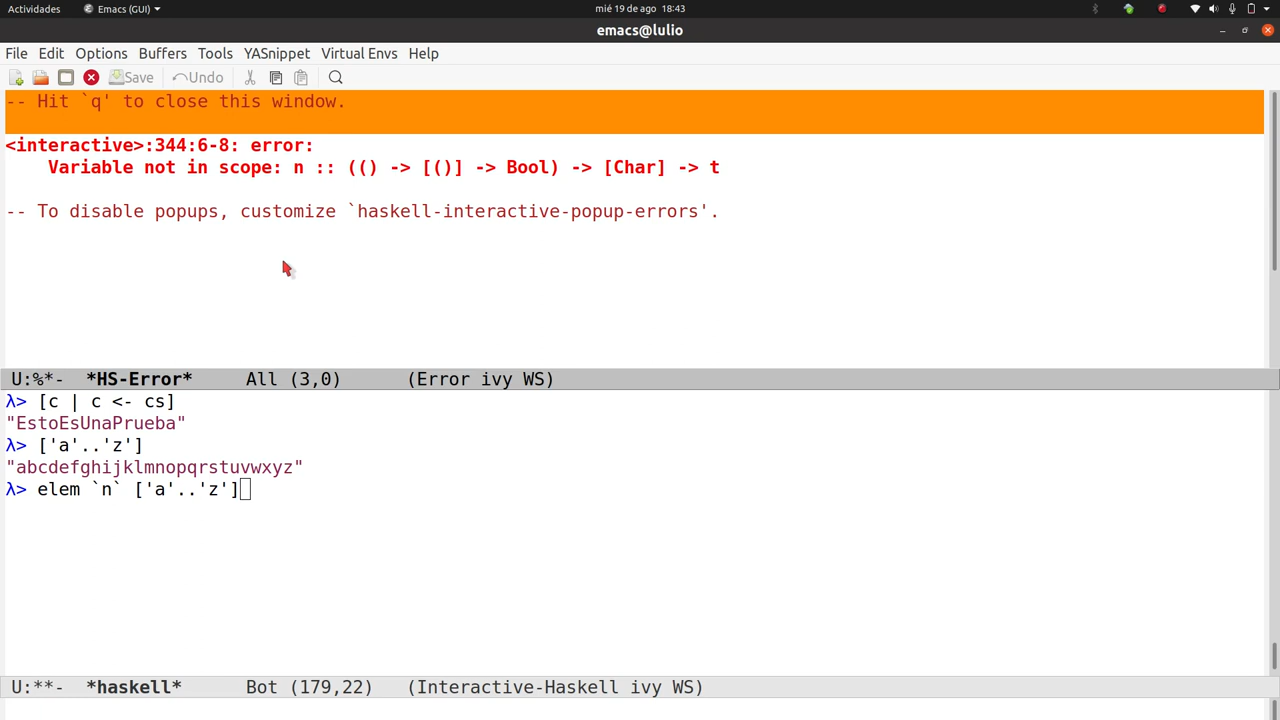 Actividades Emacs (GUI) mié 19 de ago 18:43
emacs@lulio
File Edit Options Buffers Tools YASnippet Virtual Envs Help
Save Undo
-- Hit `q' to close this window.
<interactive>:344:6-8: error:
    Variable not in scope: n :: (() -> [()] -> Bool) -> [Char] -> t
-- To disable popups, customize `haskell-interactive-popup-errors'.
U:%*- *HS-Error* All (3,0) (Error ivy WS)
λ> [c | c <- cs]
"EstoEsUnaPrueba"
λ> ['a'..'z']
"abcdefghijklmnopqrstuvwxyz"
λ> elem `n` ['a'..'z']
U:**- *haskell* Bot (179,22) (Interactive-Haskell ivy WS)